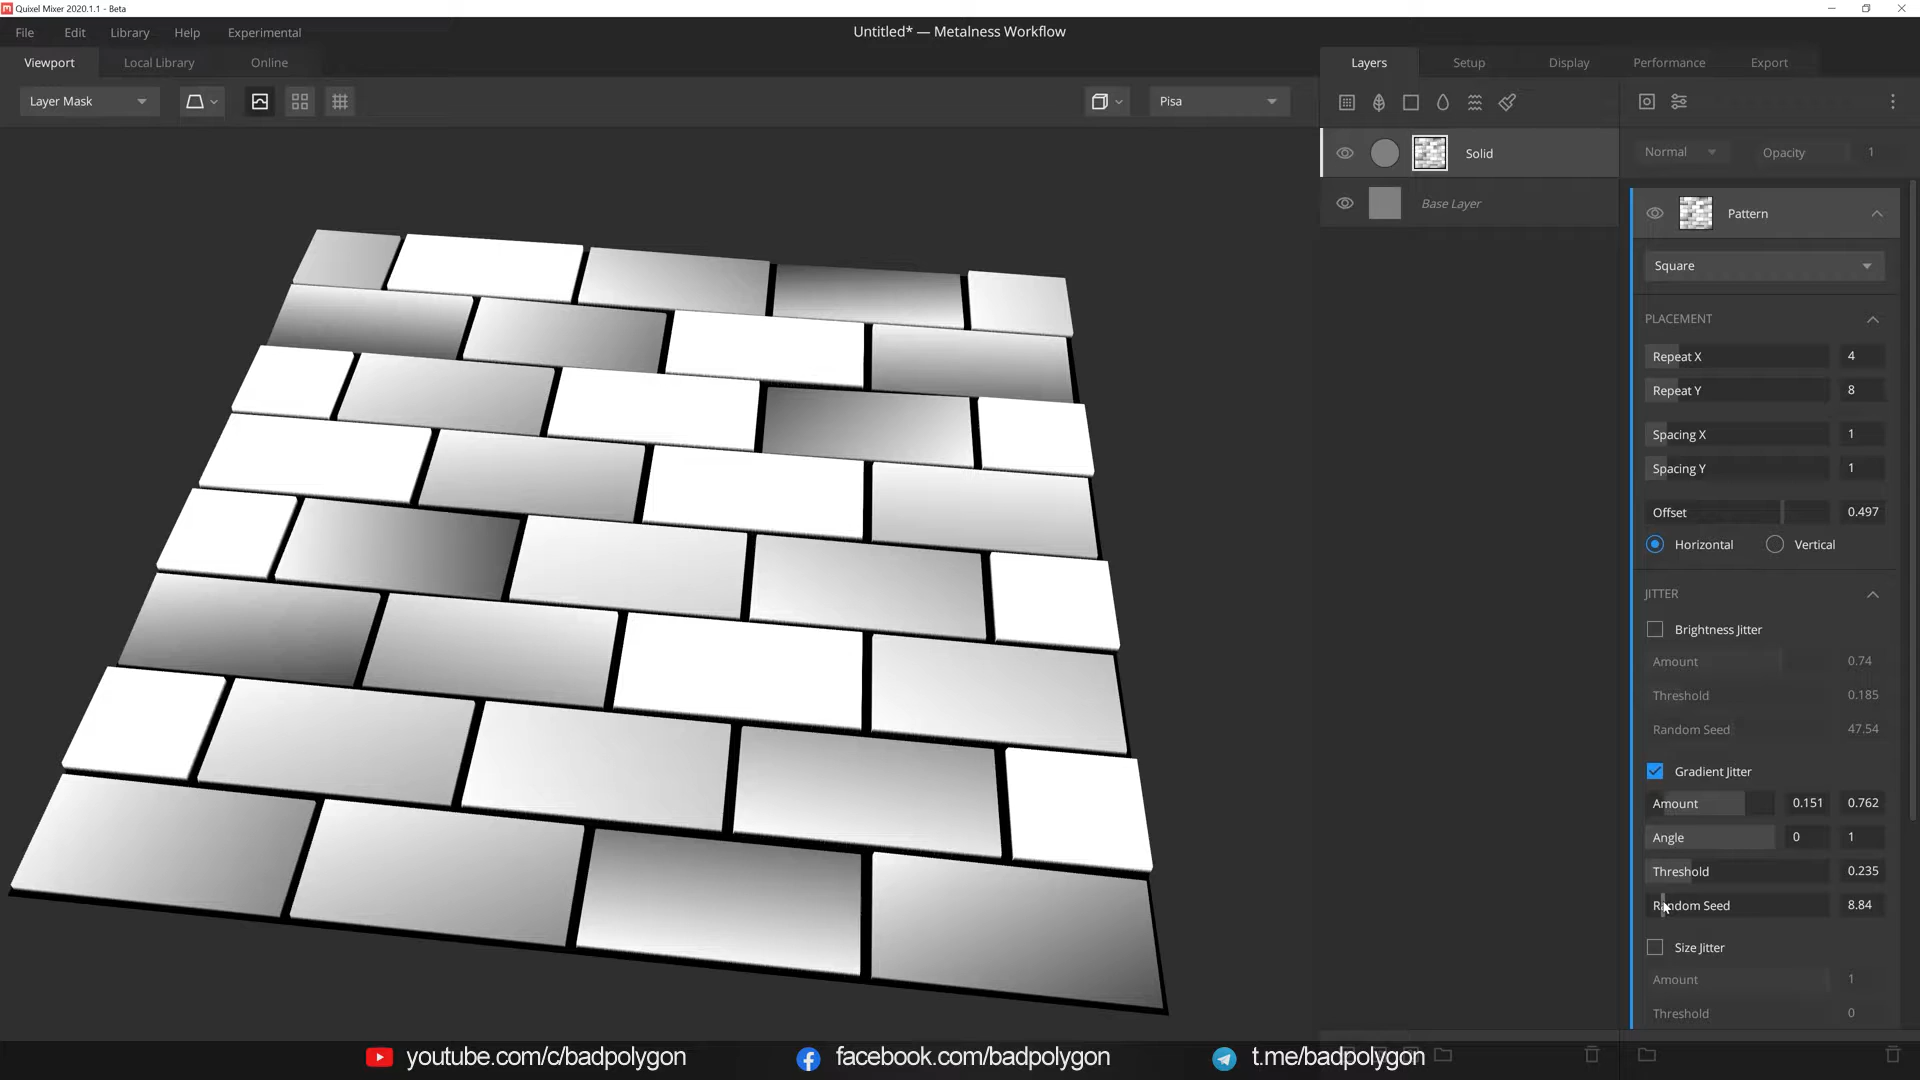 Quixel Mixer 2020.1.1 - Beta
File Edit Library Help Experimental
Untitled* — Metalness Workflow
Viewport Local Library Online
Layers Setup Display Performance Export
Layer Mask
Pisa
Solid
Base Layer
Normal Opacity 1
Pattern
Square
PLACEMENT
Repeat X 4
Repeat Y 8
Spacing X 1
Spacing Y 1
Offset 0.497
Horizontal Vertical
JITTER
Brightness Jitter
Amount 0.74
Threshold 0.185
Random Seed 47.54
Gradient Jitter
Amount 0.151 0.762
Angle 0 1
Threshold 0.235
Random Seed 8.84
Size Jitter
Amount 1
Threshold 0
youtube.com/c/badpolygon facebook.com/badpolygon t.me/badpolygon